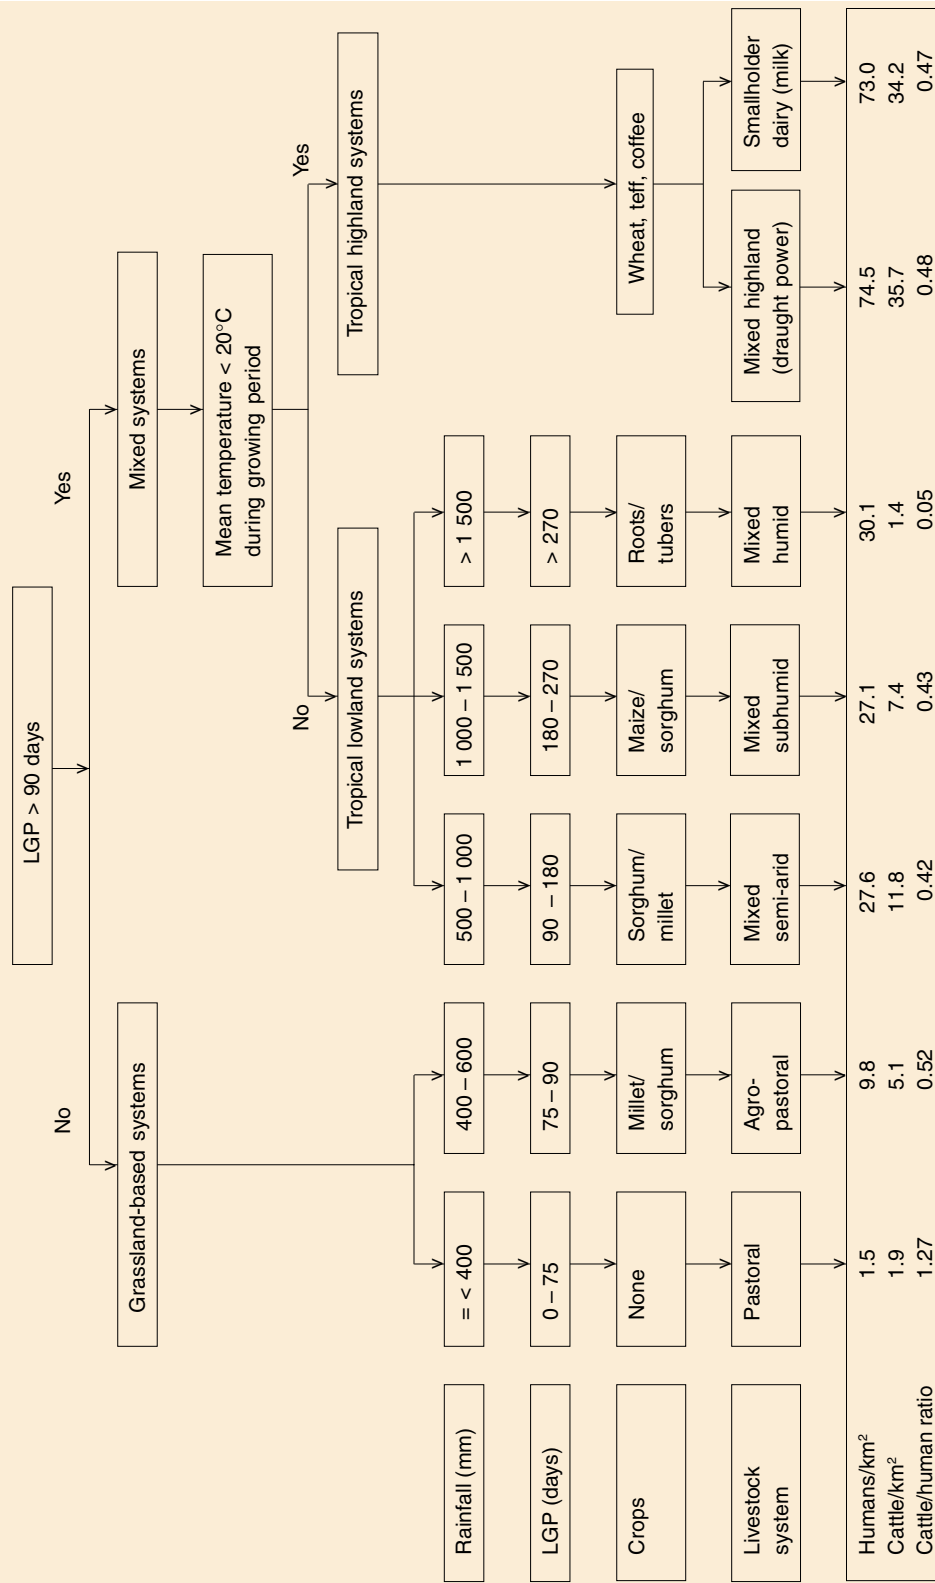 LGP > 90 days
No
Yes
Grassland-based systems
Mixed systems
Mean temperature < 20°C
during growing period
No
Yes
Tropical lowland systems
Tropical highland systems
Rainfall (mm)
= < 400
400 – 600
500 – 1 000
1 000 – 1 500
> 1 500
LGP (days)
0 – 75
75 – 90
90 – 180
180 – 270
> 270
Crops
None
Millet/
sorghum
Sorghum/
millet
Maize/
sorghum
Roots/
tubers
Wheat, teff, coffee
Livestock
system
Pastoral
Agro-
pastoral
Mixed
semi-arid
Mixed
subhumid
Mixed
humid
Mixed highland
(draught power)
Smallholder
dairy (milk)
Humans/km² 1.5 9.8 27.6 27.1 30.1 74.5 73.0
Cattle/km² 1.9 5.1 11.8 7.4 1.4 35.7 34.2
Cattle/human ratio 1.27 0.52 0.42 0.43 0.05 0.48 0.47